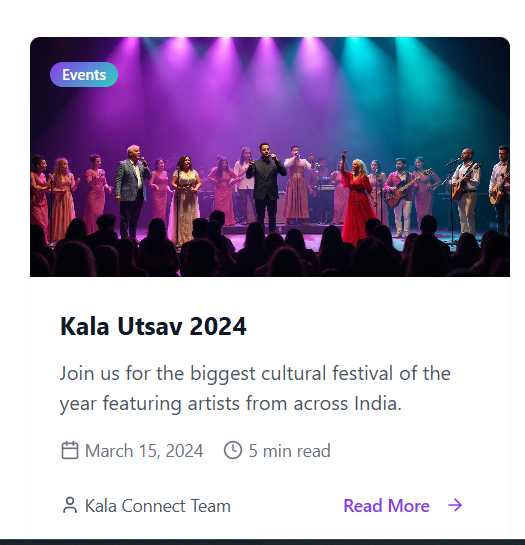 Events
Kala Utsav 2024
Join us for the biggest cultural festival of the
year featuring artists from across India.
March 15, 2024 5 min read
Kala Connect Team Read More